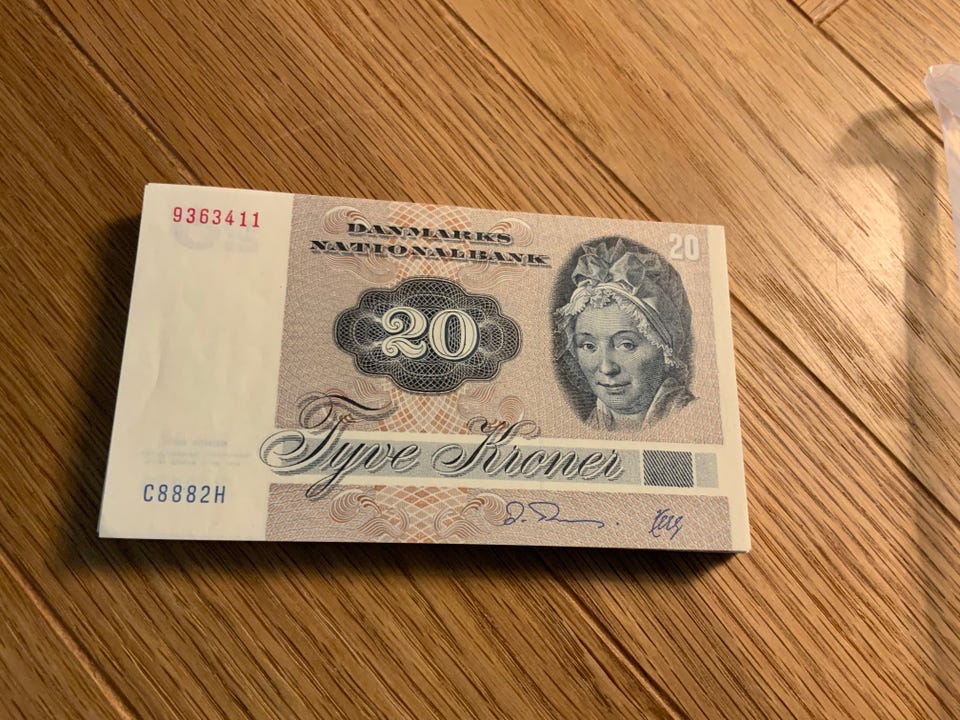 9363411
DANMARKS
NATIONALBANK
20
20
Tyve Kroner
C8882H